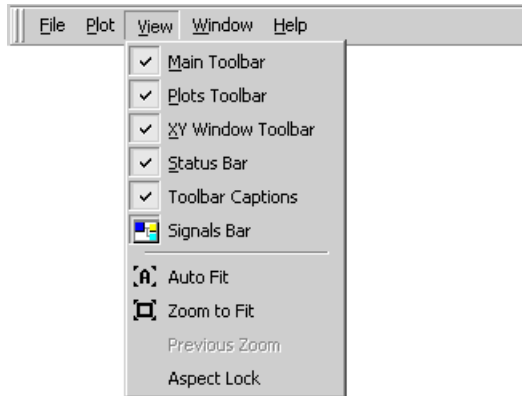 File Plot View Window Help
Main Toolbar
Plots Toolbar
XY Window Toolbar
Status Bar
Toolbar Captions
Signals Bar
[A] Auto Fit
Zoom to Fit
Previous Zoom
Aspect Lock